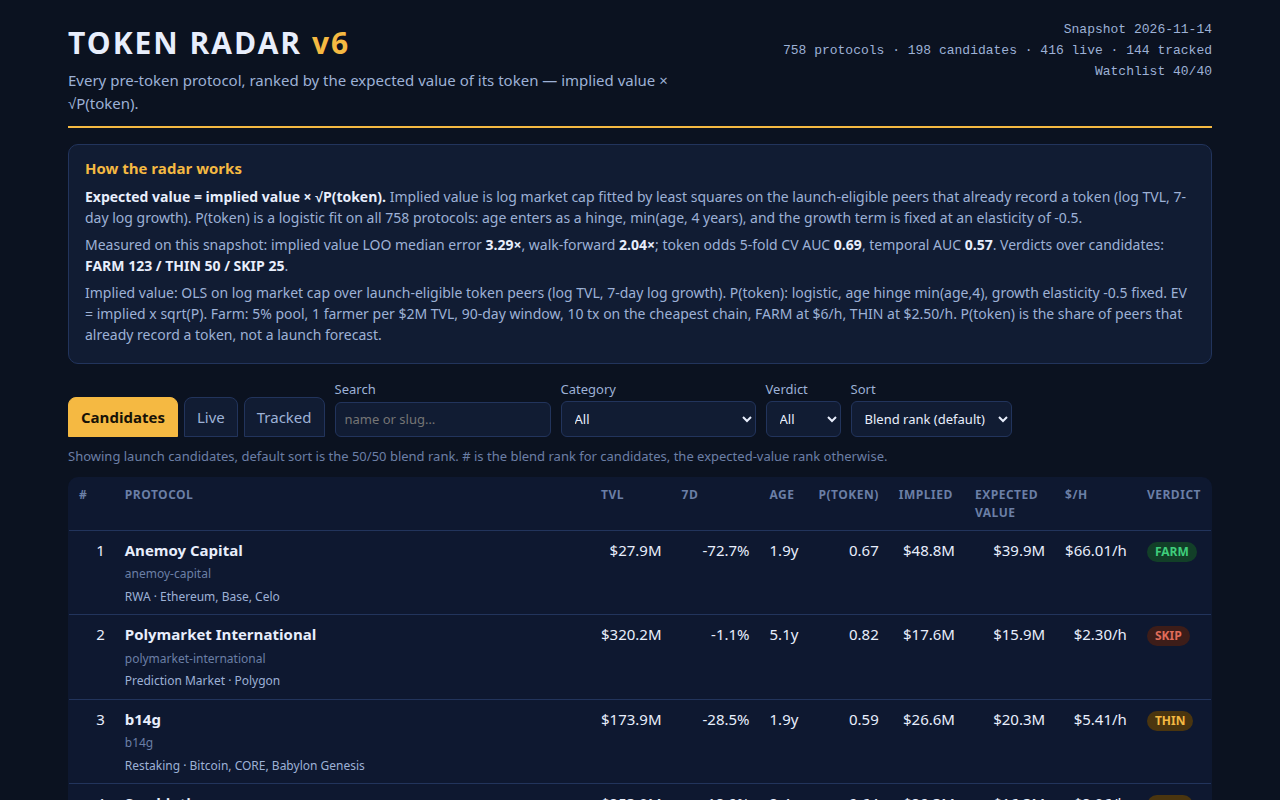 TOKEN RADAR v6
Snapshot 2026-11-14
758 protocols · 198 candidates · 416 live · 144 tracked
Watchlist 40/40
Every pre-token protocol, ranked by the expected value of its token — implied value ×
√P(token).
How the radar works
Expected value = implied value × √P(token). Implied value is log market cap fitted by least squares on the launch-eligible peers that already record a token (log TVL, 7-
day log growth). P(token) is a logistic fit on all 758 protocols: age enters as a hinge, min(age, 4 years), and the growth term is fixed at an elasticity of -0.5.
Measured on this snapshot: implied value LOO median error 3.29×, walk-forward 2.04×; token odds 5-fold CV AUC 0.69, temporal AUC 0.57. Verdicts over candidates:
FARM 123 / THIN 50 / SKIP 25.
Implied value: OLS on log market cap over launch-eligible token peers (log TVL, 7-day log growth). P(token): logistic, age hinge min(age,4), growth elasticity -0.5 fixed. EV
= implied x sqrt(P). Farm: 5% pool, 1 farmer per $2M TVL, 90-day window, 10 tx on the cheapest chain, FARM at $6/h, THIN at $2.50/h. P(token) is the share of peers that
already record a token, not a launch forecast.
Candidates Live Tracked
Search Category Verdict Sort
name or slug... All All Blend rank (default)
Showing launch candidates, default sort is the 50/50 blend rank. # is the blend rank for candidates, the expected-value rank otherwise.
# PROTOCOL TVL 7D AGE P(TOKEN) IMPLIED EXPECTED VALUE $/H VERDICT
1 Anemoy Capital $27.9M -72.7% 1.9y 0.67 $48.8M $39.9M $66.01/h FARM
anemoy-capital
RWA · Ethereum, Base, Celo
2 Polymarket International $320.2M -1.1% 5.1y 0.82 $17.6M $15.9M $2.30/h SKIP
polymarket-international
Prediction Market · Polygon
3 b14g $173.9M -28.5% 1.9y 0.59 $26.6M $20.3M $5.41/h THIN
b14g
Restaking · Bitcoin, CORE, Babylon Genesis